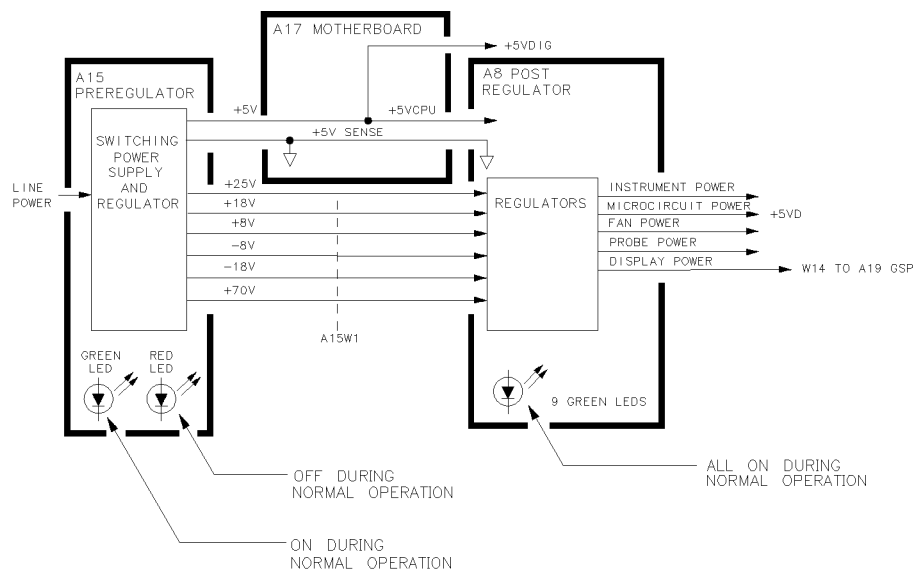 A17 MOTHERBOARD
+5VDIG
A15
PREREGULATOR
A8 POST
REGULATOR
+5V
+5VCPU
+5V SENSE
SWITCHING
POWER
SUPPLY
AND
REGULATOR
LINE
POWER
+25V
+18V
+8V
-8V
-18V
+70V
A15W1
REGULATORS
INSTRUMENT POWER
MICROCIRCUIT POWER
+5VD
FAN POWER
PROBE POWER
DISPLAY POWER
W14 TO A19 GSP
GREEN
LED
RED
LED
9 GREEN LEDS
OFF DURING
NORMAL OPERATION
ALL ON DURING
NORMAL OPERATION
ON DURING
NORMAL OPERATION